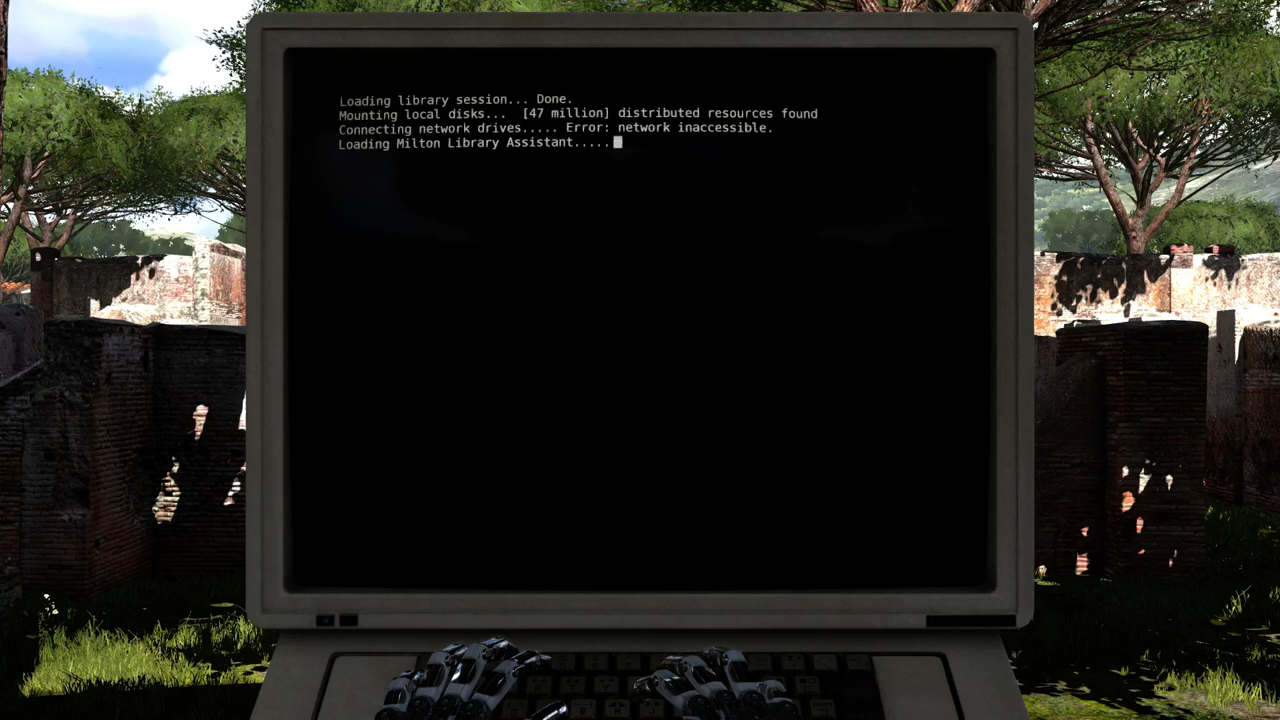 Loading library session... Done.
Mounting local disks...  [47 million] distributed resources found
Connecting network drives..... Error: network inaccessible.
Loading Milton Library Assistant.....